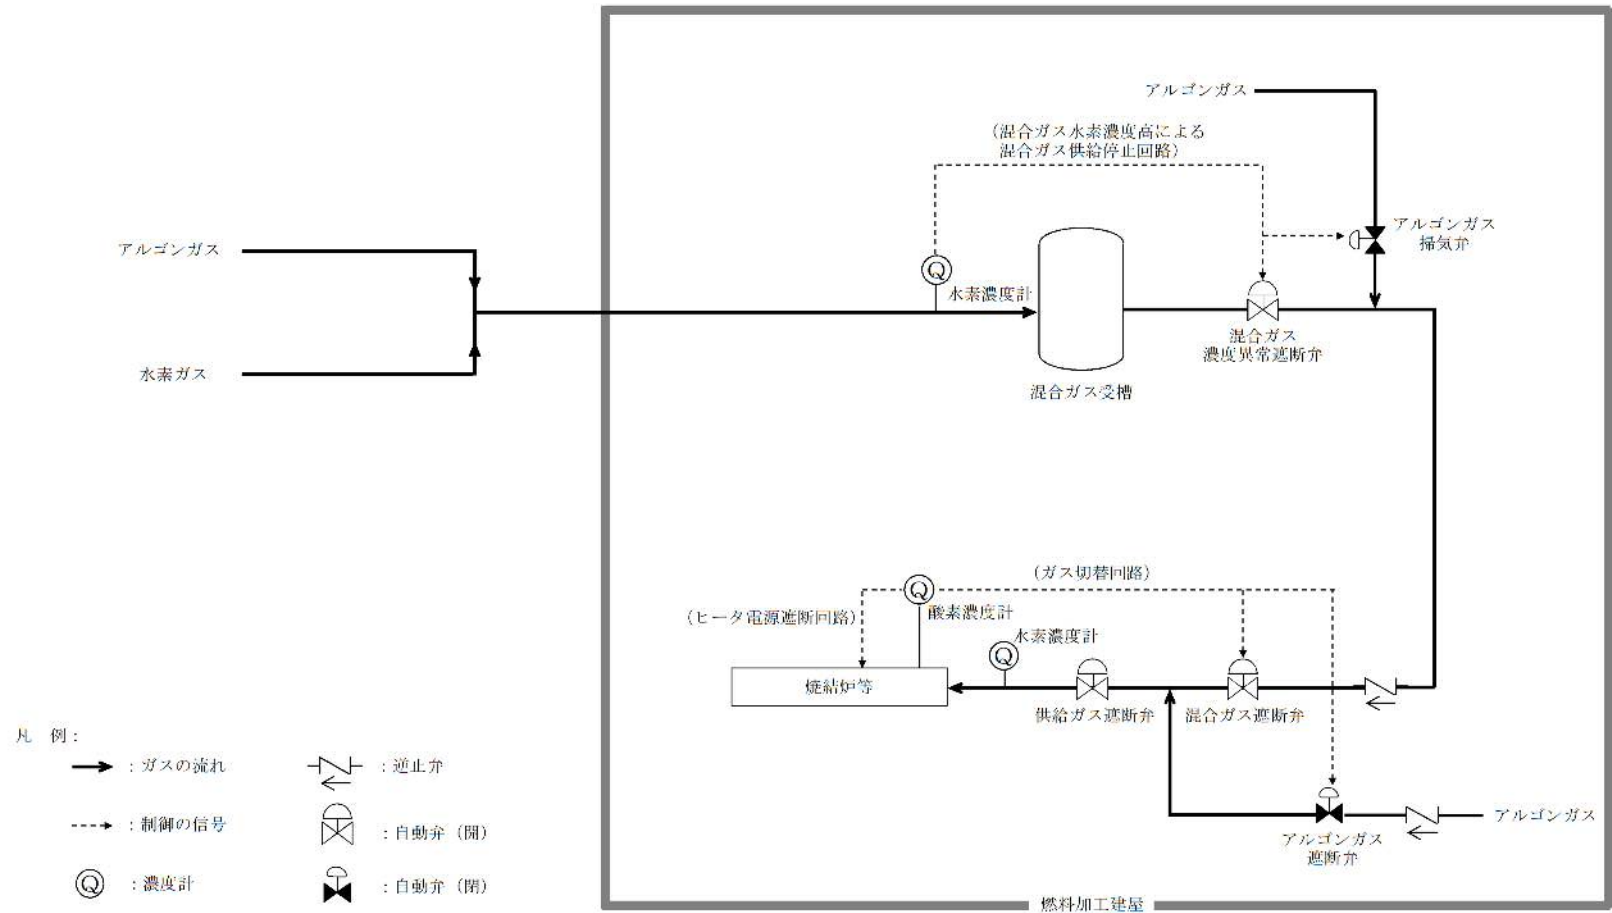 アルゴンガス
(混合ガス水素濃度高による
混合ガス供給停止回路)
アルゴンガス
掃気弁
アルゴンガス
Q
水素濃度計
混合ガス
濃度異常遮断弁
水素ガス
混合ガス受槽
(ガス切替回路)
Q
(ヒータ電源遮断回路)
酸素濃度計
水素濃度計
Q
焼結炉等
供給ガス遮断弁
混合ガス遮断弁
アルゴンガス
アルゴンガス
遮断弁
凡 例:
:ガスの流れ
:逆止弁
:制御の信号
:自動弁(開)
Q
:濃度計
:自動弁(閉)
燃料加工建屋